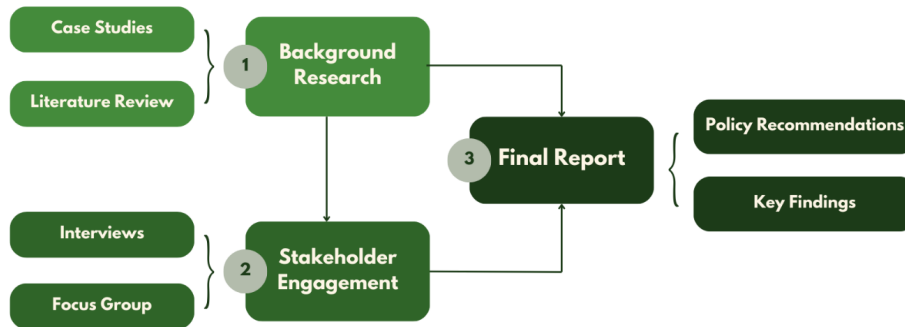 Case Studies
Literature Review
1
Background
Research
Interviews
Focus Group
2
Stakeholder
Engagement
3
Final Report
Policy Recommendations
Key Findings